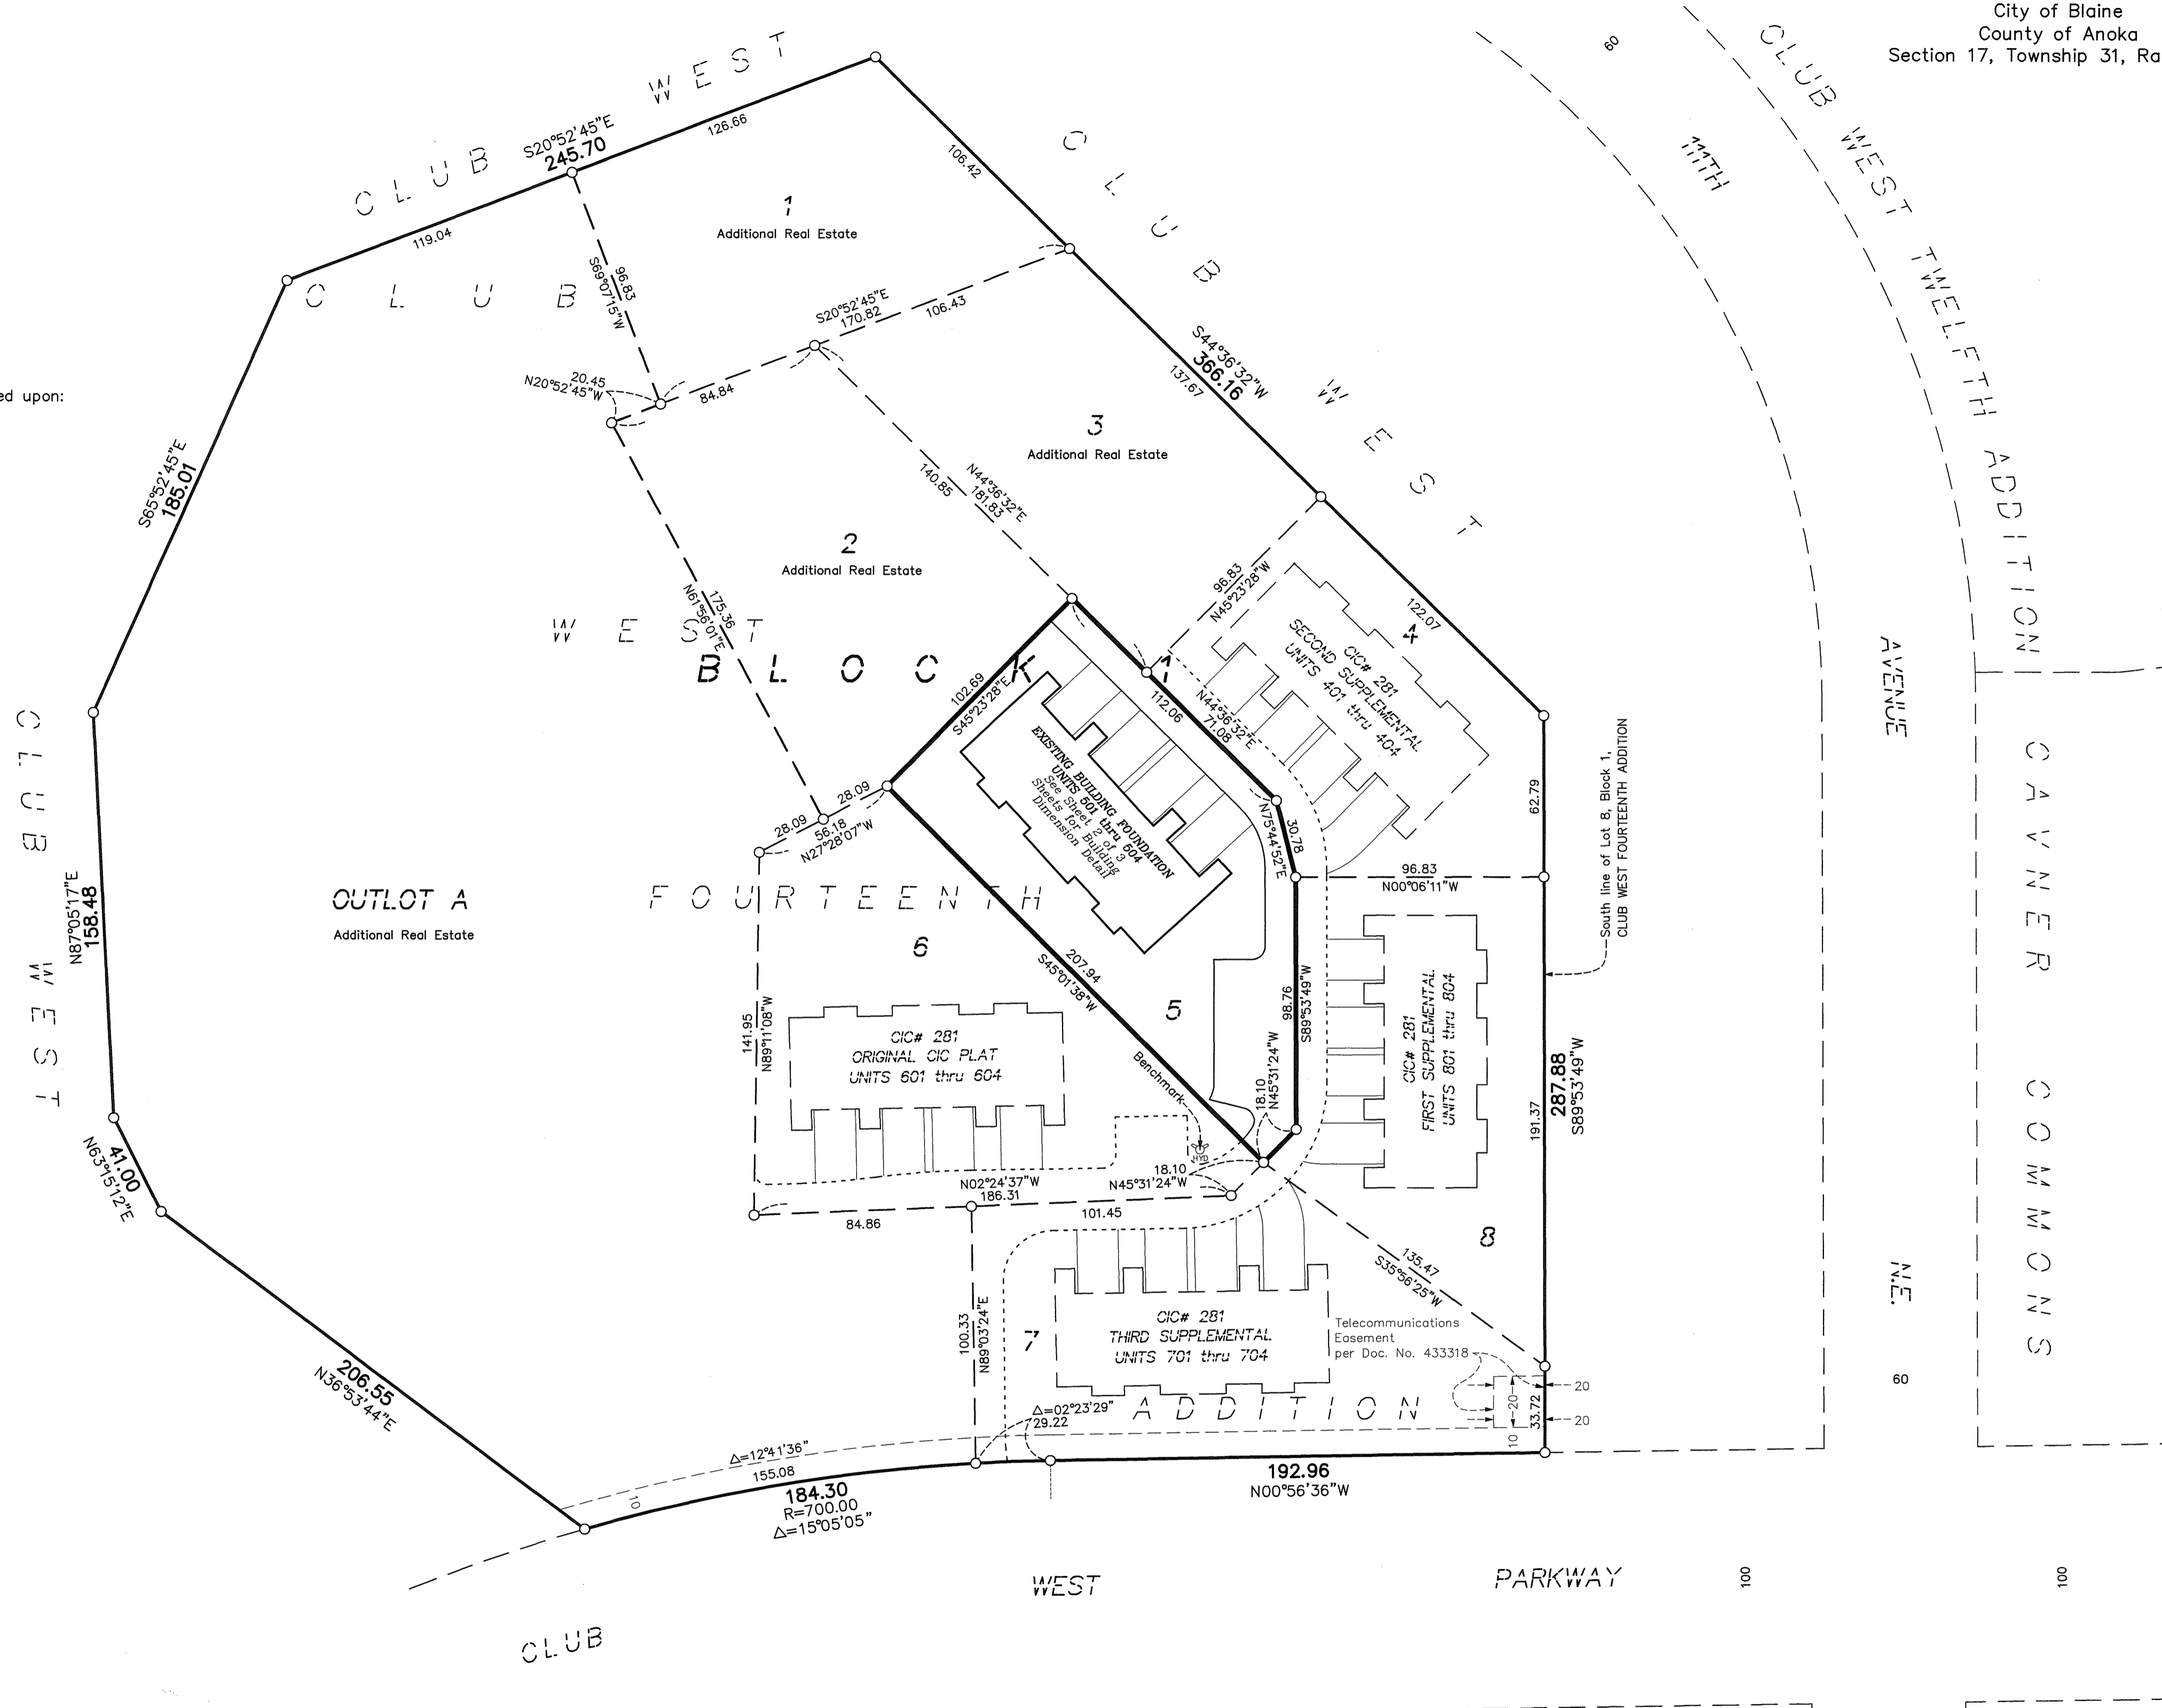 City of Blaine
County of Anoka
Section 17, Township 31, Ra
ed upon:
CLUB WEST
S20°52'45"E
245.70
126.66
119.04
CLUB
WEST
FOURTEENTH
ADDITION
CLUB WEST
CLUB WEST
106.42
S44°36'32"W
366.16
137.67
122.07
1
Additional Real Estate
96.83
S69°07'15"W
S20°52'45"E
170.82
106.43
84.84
20.45
N20°52'45"W
3
Additional Real Estate
N44°36'32"E
181.83
140.85
2
Additional Real Estate
175.36
N61°56'01"E
BLOCK 1
S65°52'45"E
185.01
N87°05'17"E
158.48
41.00
N63°15'12"E
206.55
N36°53'44"E
OUTLOT A
Additional Real Estate
102.69
S45°23'28"E
28.09
28.09
56.18
N27°28'07"W
112.06
N44°36'32"E
71.08
96.83
N45°23'28"W
4
CIC# 281
SECOND SUPPLEMENTAL
UNITS 401 thru 404
EXISTING BUILDING FOUNDATION
UNITS 501 thru 504
See Sheet 2 of 3
Sheets for Building
Dimension Detail
30.78
N75°44'52"E
96.83
N00°06'11"W
62.79
South line of Lot 8, Block 1,
CLUB WEST FOURTEENTH ADDITION
207.94
S45°01'38"W
5
98.76
S89°53'49"W
18.10
N45°31'24"W
Benchmark
HYD
18.10
N45°31'24"W
6
CIC# 281
ORIGINAL CIC PLAT
UNITS 601 thru 604
141.95
N89°11'08"W
N02°24'37"W
186.31
84.86
101.45
CIC# 281
FIRST SUPPLEMENTAL
UNITS 801 thru 804
191.37
287.88
S89°53'49"W
8
135.47
S35°56'25"W
7
CIC# 281
THIRD SUPPLEMENTAL
UNITS 701 thru 704
100.33
N89°03'24"E
Telecommunications
Easement
per Doc. No. 433318
20
20
20
33.72
10
Δ=02°23'29"
29.22
Δ=12°41'36"
155.08
184.30
R=700.00
Δ=15°05'05"
10
192.96
N00°56'36"W
CLUB WEST PARKWAY
100
100
60
111TH AVENUE N.E.
60
CLUB WEST TWELFTH ADDITION
CAVNER COMMONS